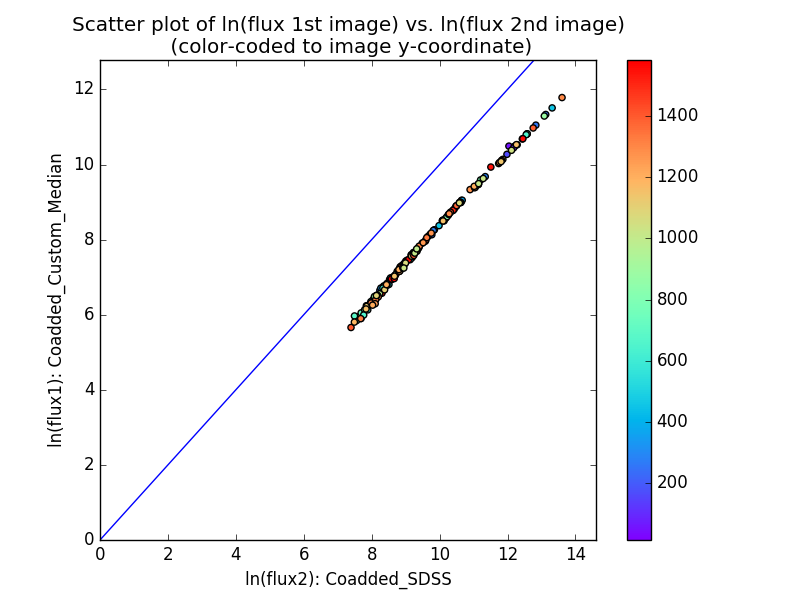 Scatter plot of ln(flux 1st image) vs. ln(flux 2nd image)
(color-coded to image y-coordinate)
ln(flux1): Coadded_Custom_Median
12
10
8
6
4
2
0
0 2 4 6 8 10 12 14
ln(flux2): Coadded_SDSS
1400
1200
1000
800
600
400
200